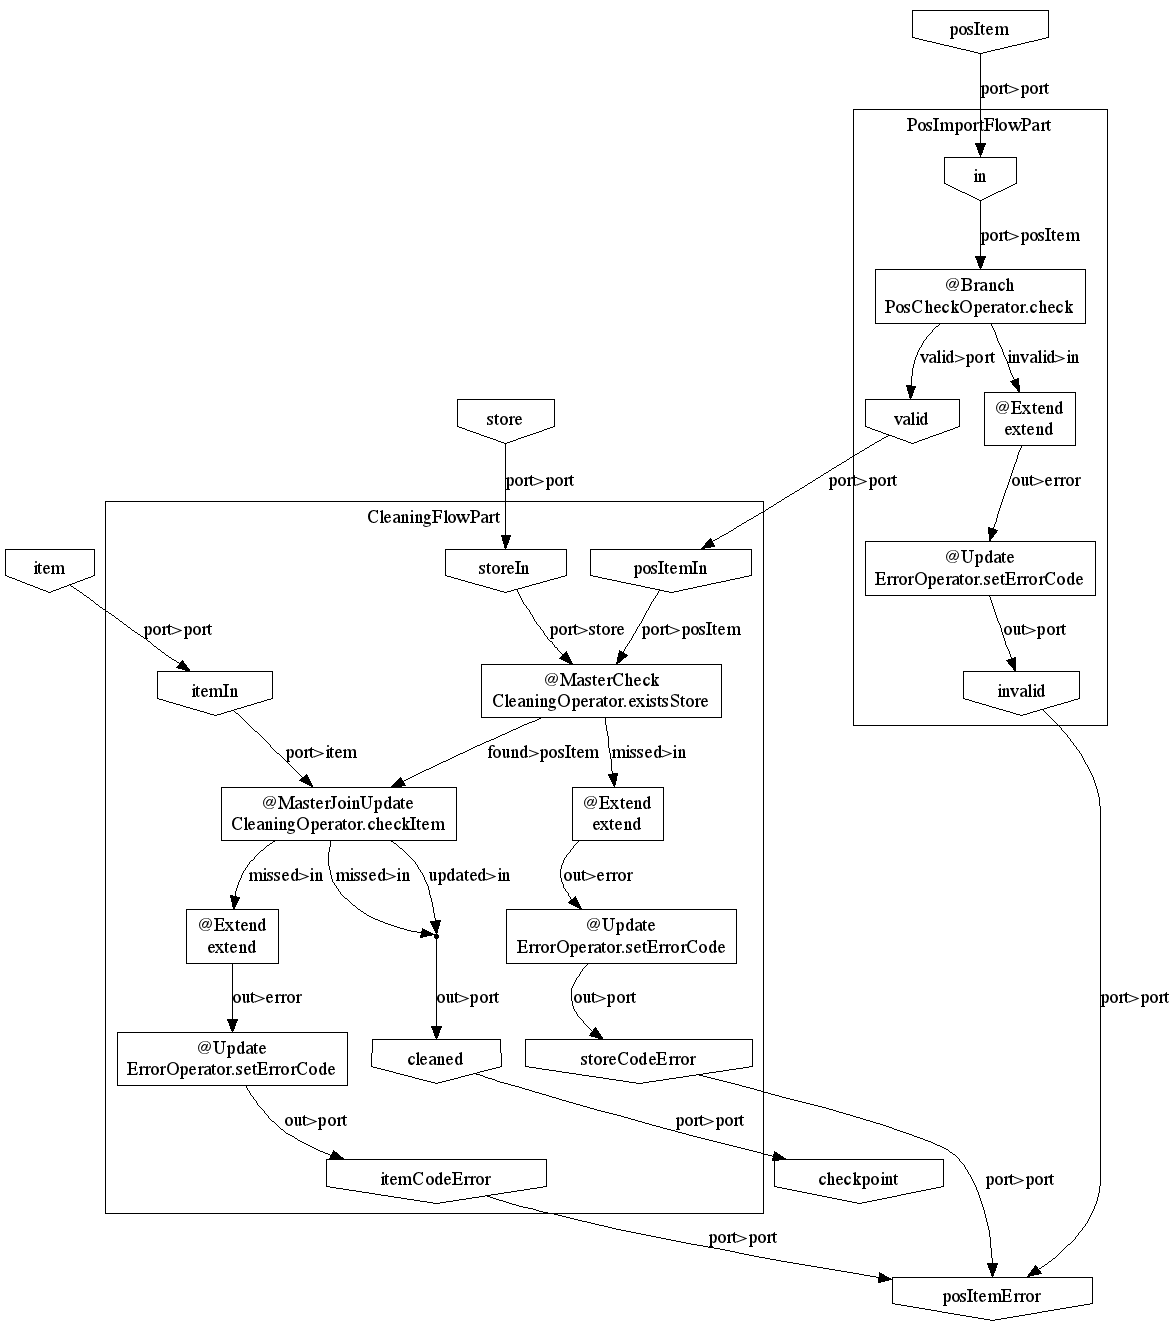 posItem
port>port
PosImportFlowPart
in
port>posItem
@Branch
PosCheckOperator.check
valid>port
invalid>in
store
valid
@Extend
extend
port>port
port>port
out>error
CleaningFlowPart
item
storeIn
posItemIn
@Update
ErrorOperator.setErrorCode
port>port
port>store
port>posItem
out>port
itemIn
@MasterCheck
CleaningOperator.existsStore
invalid
port>item
found>posItem
missed>in
@MasterJoinUpdate
CleaningOperator.checkItem
@Extend
extend
missed>in
missed>in
updated>in
out>error
@Extend
extend
@Update
ErrorOperator.setErrorCode
out>error
out>port
out>port
port>port
@Update
ErrorOperator.setErrorCode
cleaned
storeCodeError
out>port
port>port
itemCodeError
checkpoint
port>port
port>port
posItemError